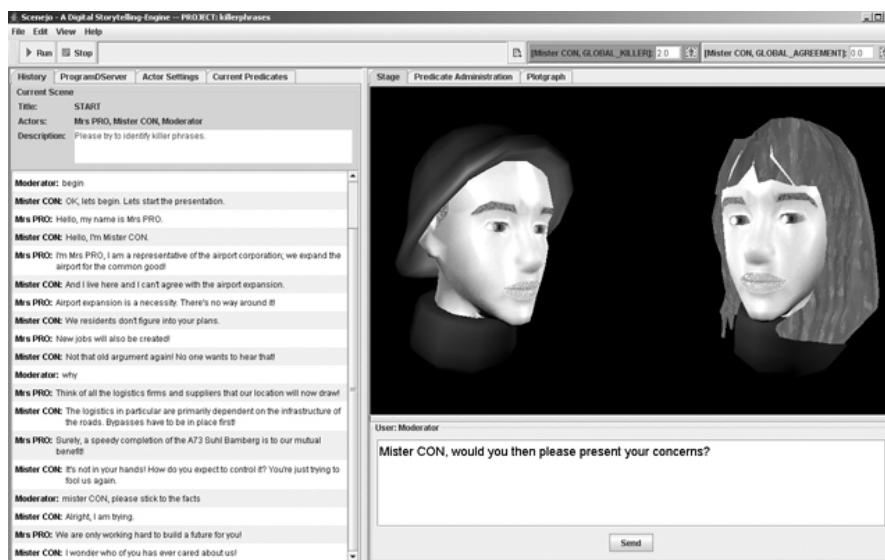 Scenejo - A Digital Storytelling-Engine -- PROJECT: killerphrases
File Edit View Help
Run Stop [Mister CON, GLOBAL_KILLER]: 2.0 [Mister CON, GLOBAL_AGREEMENT]: 0.0
History ProgramDServer Actor Settings Current Predicates
Current Scene
Title: START
Actors: Mrs PRO, Mister CON, Moderator
Description: Please try to identify killer phrases.
Moderator: begin
Mister CON: OK, lets begin. Lets start the presentation.
Mrs PRO: Hello, my name is Mrs PRO.
Mister CON: Hello, I'm Mister CON.
Mrs PRO: I'm Mrs PRO, I am a representative of the airport corporation; we expand the
airport for the common good!
Mister CON: And I live here and I can't agree with the airport expansion.
Mrs PRO: Airport expansion is a necessity. There's no way around it!
Mister CON: We residents don't figure into your plans.
Mrs PRO: New jobs will also be created!
Mister CON: Not that old argument again! No one wants to hear that!
Moderator: why
Mrs PRO: Think of all the logistics firms and suppliers that our location will now draw!
Mister CON: The logistics in particular are primarily dependent on the infrastructure of
the roads. Bypasses have to be in place first!
Mrs PRO: Surely, a speedy completion of the A73 Suhl Bamberg is to our mutual
benefit!
Mister CON: It's not in your hands! How do you expect to control it? You're just trying to
fool us again.
Moderator: mister CON, please stick to the facts
Mister CON: Alright, I am trying.
Mrs PRO: We are only working hard to build a future for you!
Mister CON: I wonder who of you has ever cared about us!
Stage Predicate Administration Plotgraph
User: Moderator
Mister CON, would you then please present your concerns?
Send